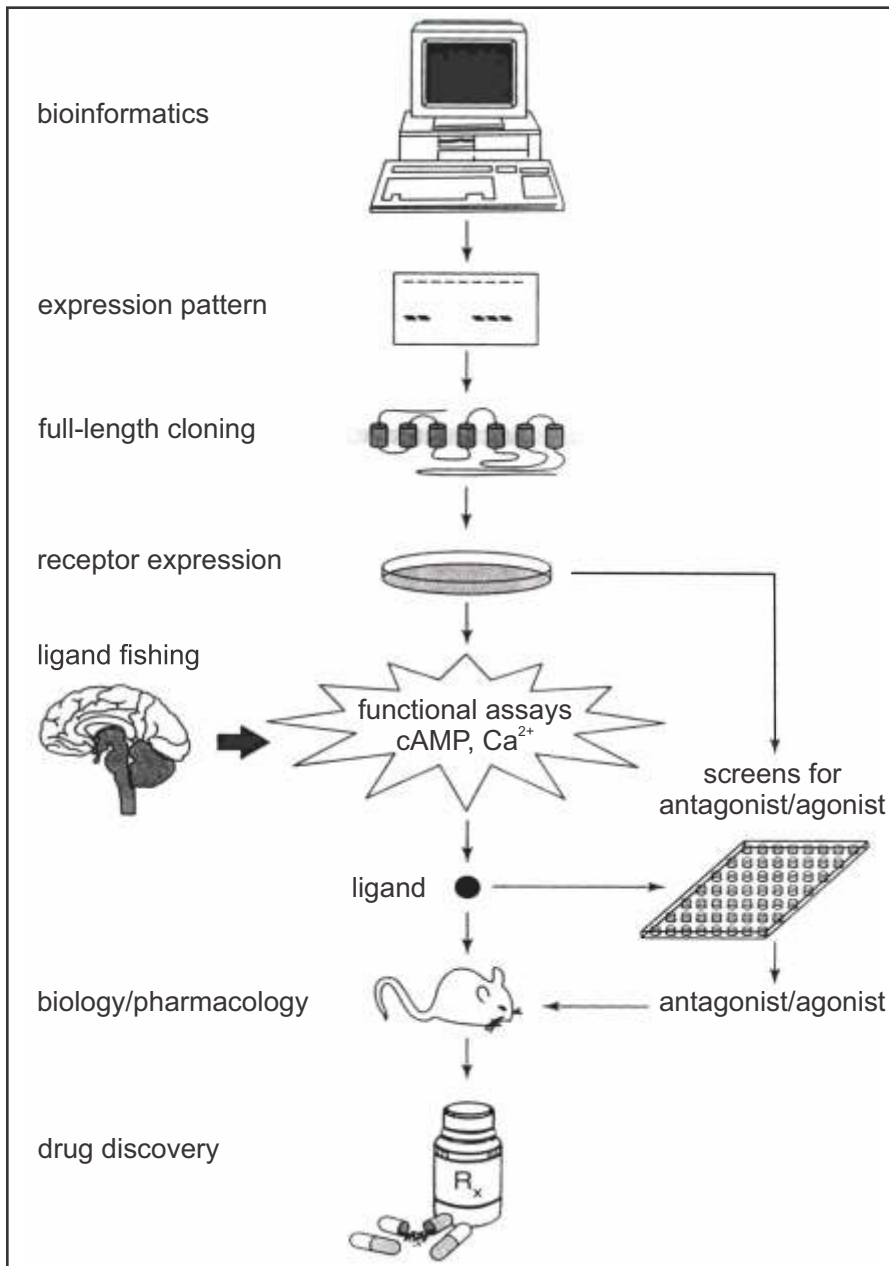 bioinformatics
expression pattern
full-length cloning
receptor expression
ligand fishing
functional assays
cAMP, Ca²⁺
screens for
antagonist/agonist
ligand
biology/pharmacology
antagonist/agonist
drug discovery
Rx